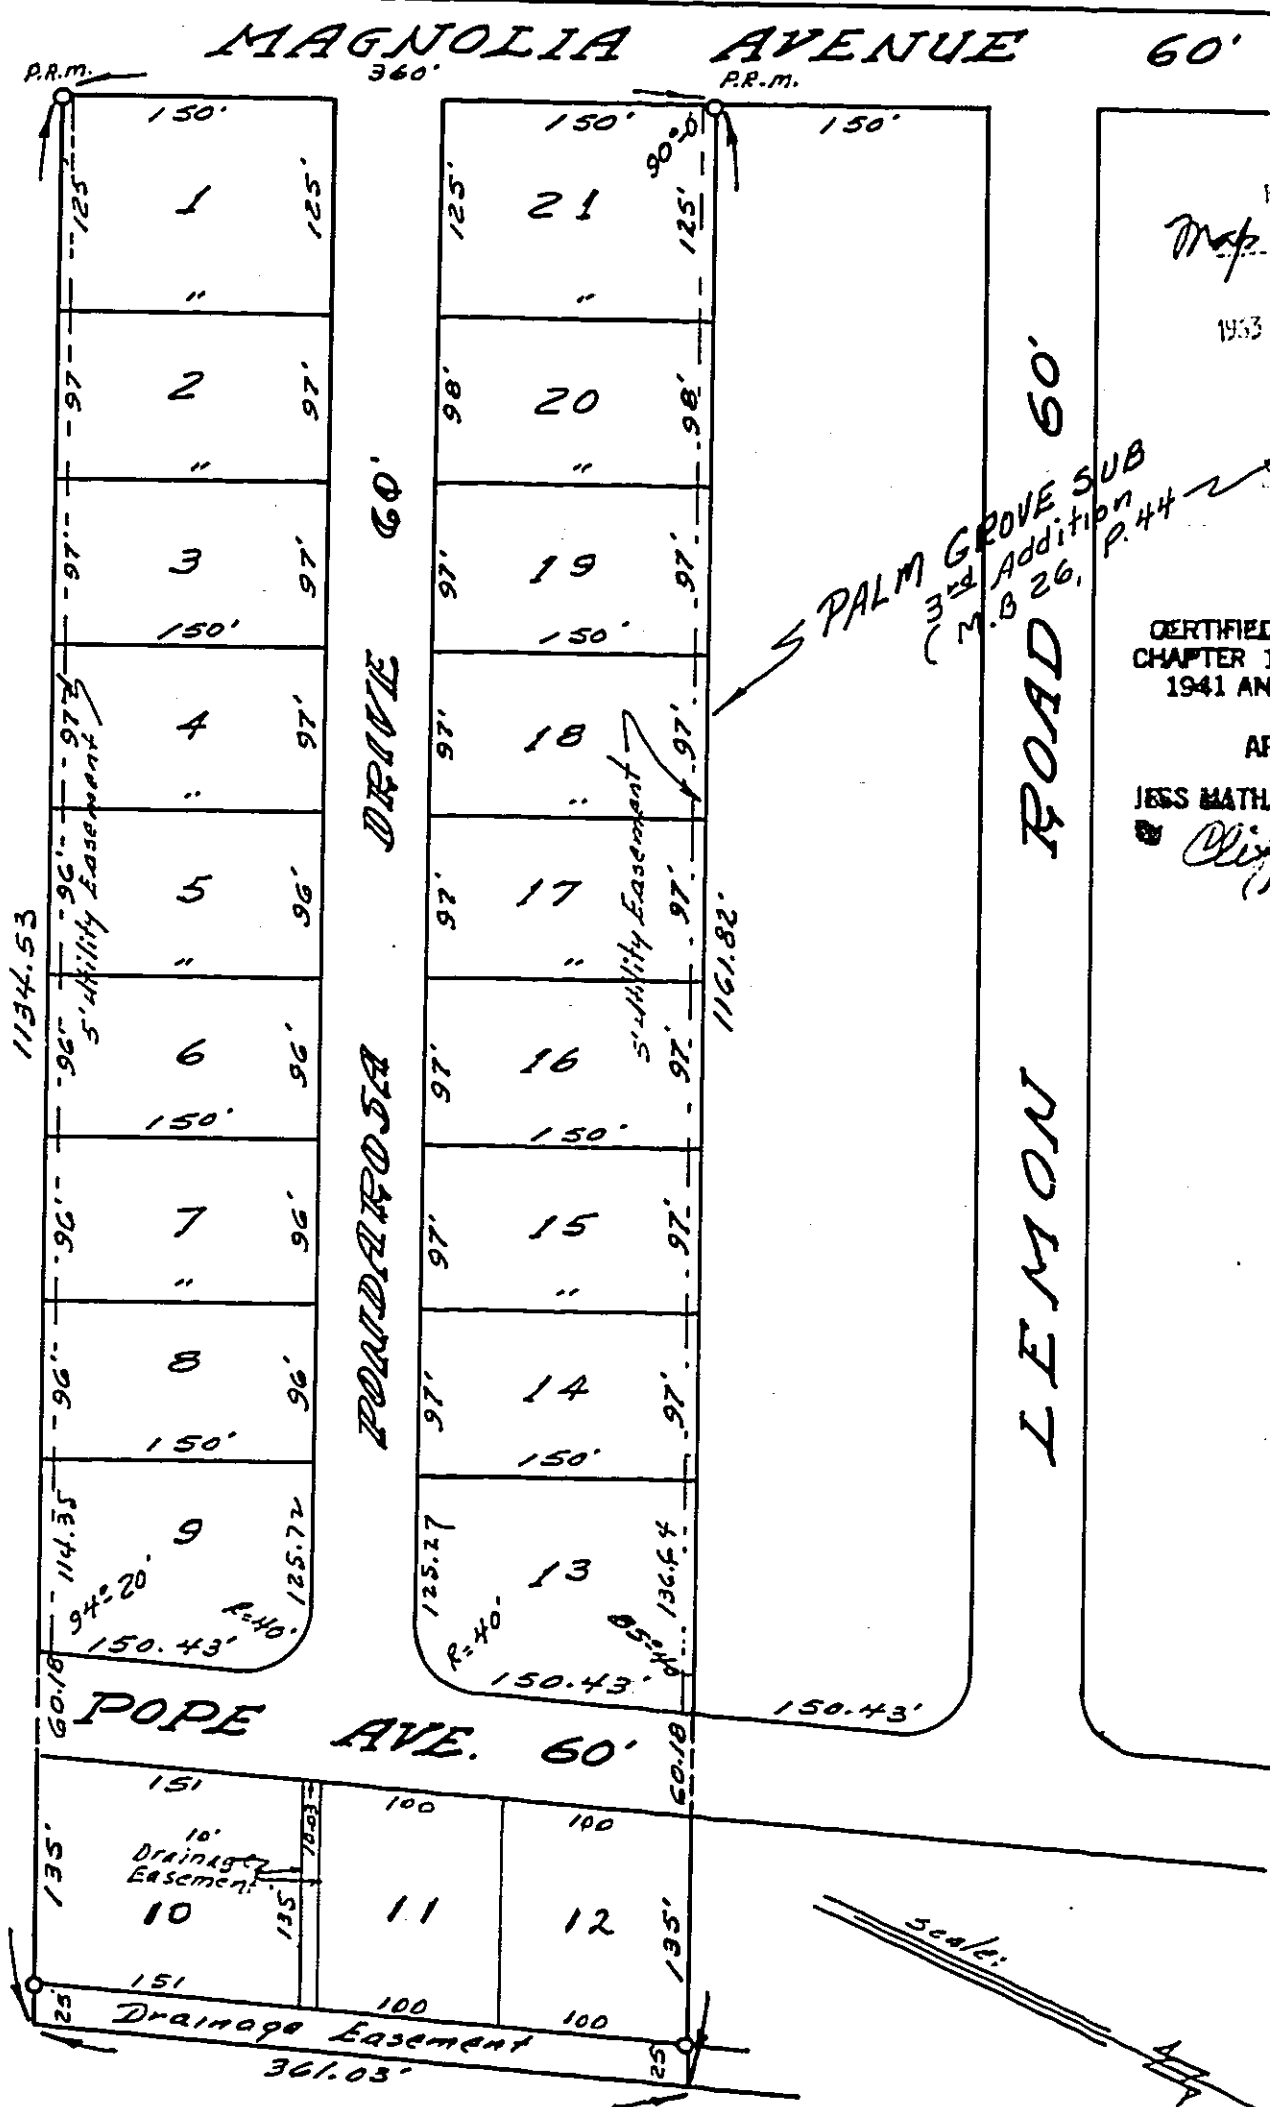 MAGNOLIA AVENUE 60'
P.R.M. 360' P.R.M.
150' 150' 150'
90°0'
125' 1 125' 125' 21 125'
" "
Map
97 2 97' 98' 20 98'
" "
97' 3 97' 97' 19 97'
150' 150'
97' 4 97' 97' 18 97'
" "
96' 5 96' 97' 17 97'
" "
96' 6 96' 97' 16 97'
150' 150'
96' 7 96' 97' 15 97'
" "
96' 8 96' 97' 14 97'
150' 150'
114.35 9 125.72 125.27 13 136.64
94°20' R=40' R=40' 85°40'
150.43' 150.43' 150.43'
5' Utility Easement
5' Utility Easement
1134.53
1161.82'
PONDAROSA DRIVE 60'
LEMON ROAD 60'
PALM GROVE SUB
3rd Addition
( M.B 26, P. 44
CERTIFIED
CHAPTER
1941 AN
JESS MATH
60.18 POPE AVE. 60' 60.18
151 100 100
10.03
10'
Drainage
Easement
135' 10 135' 11 12 135'
151 100 100
25' Drainage Easement 25'
361.03'
Scale: